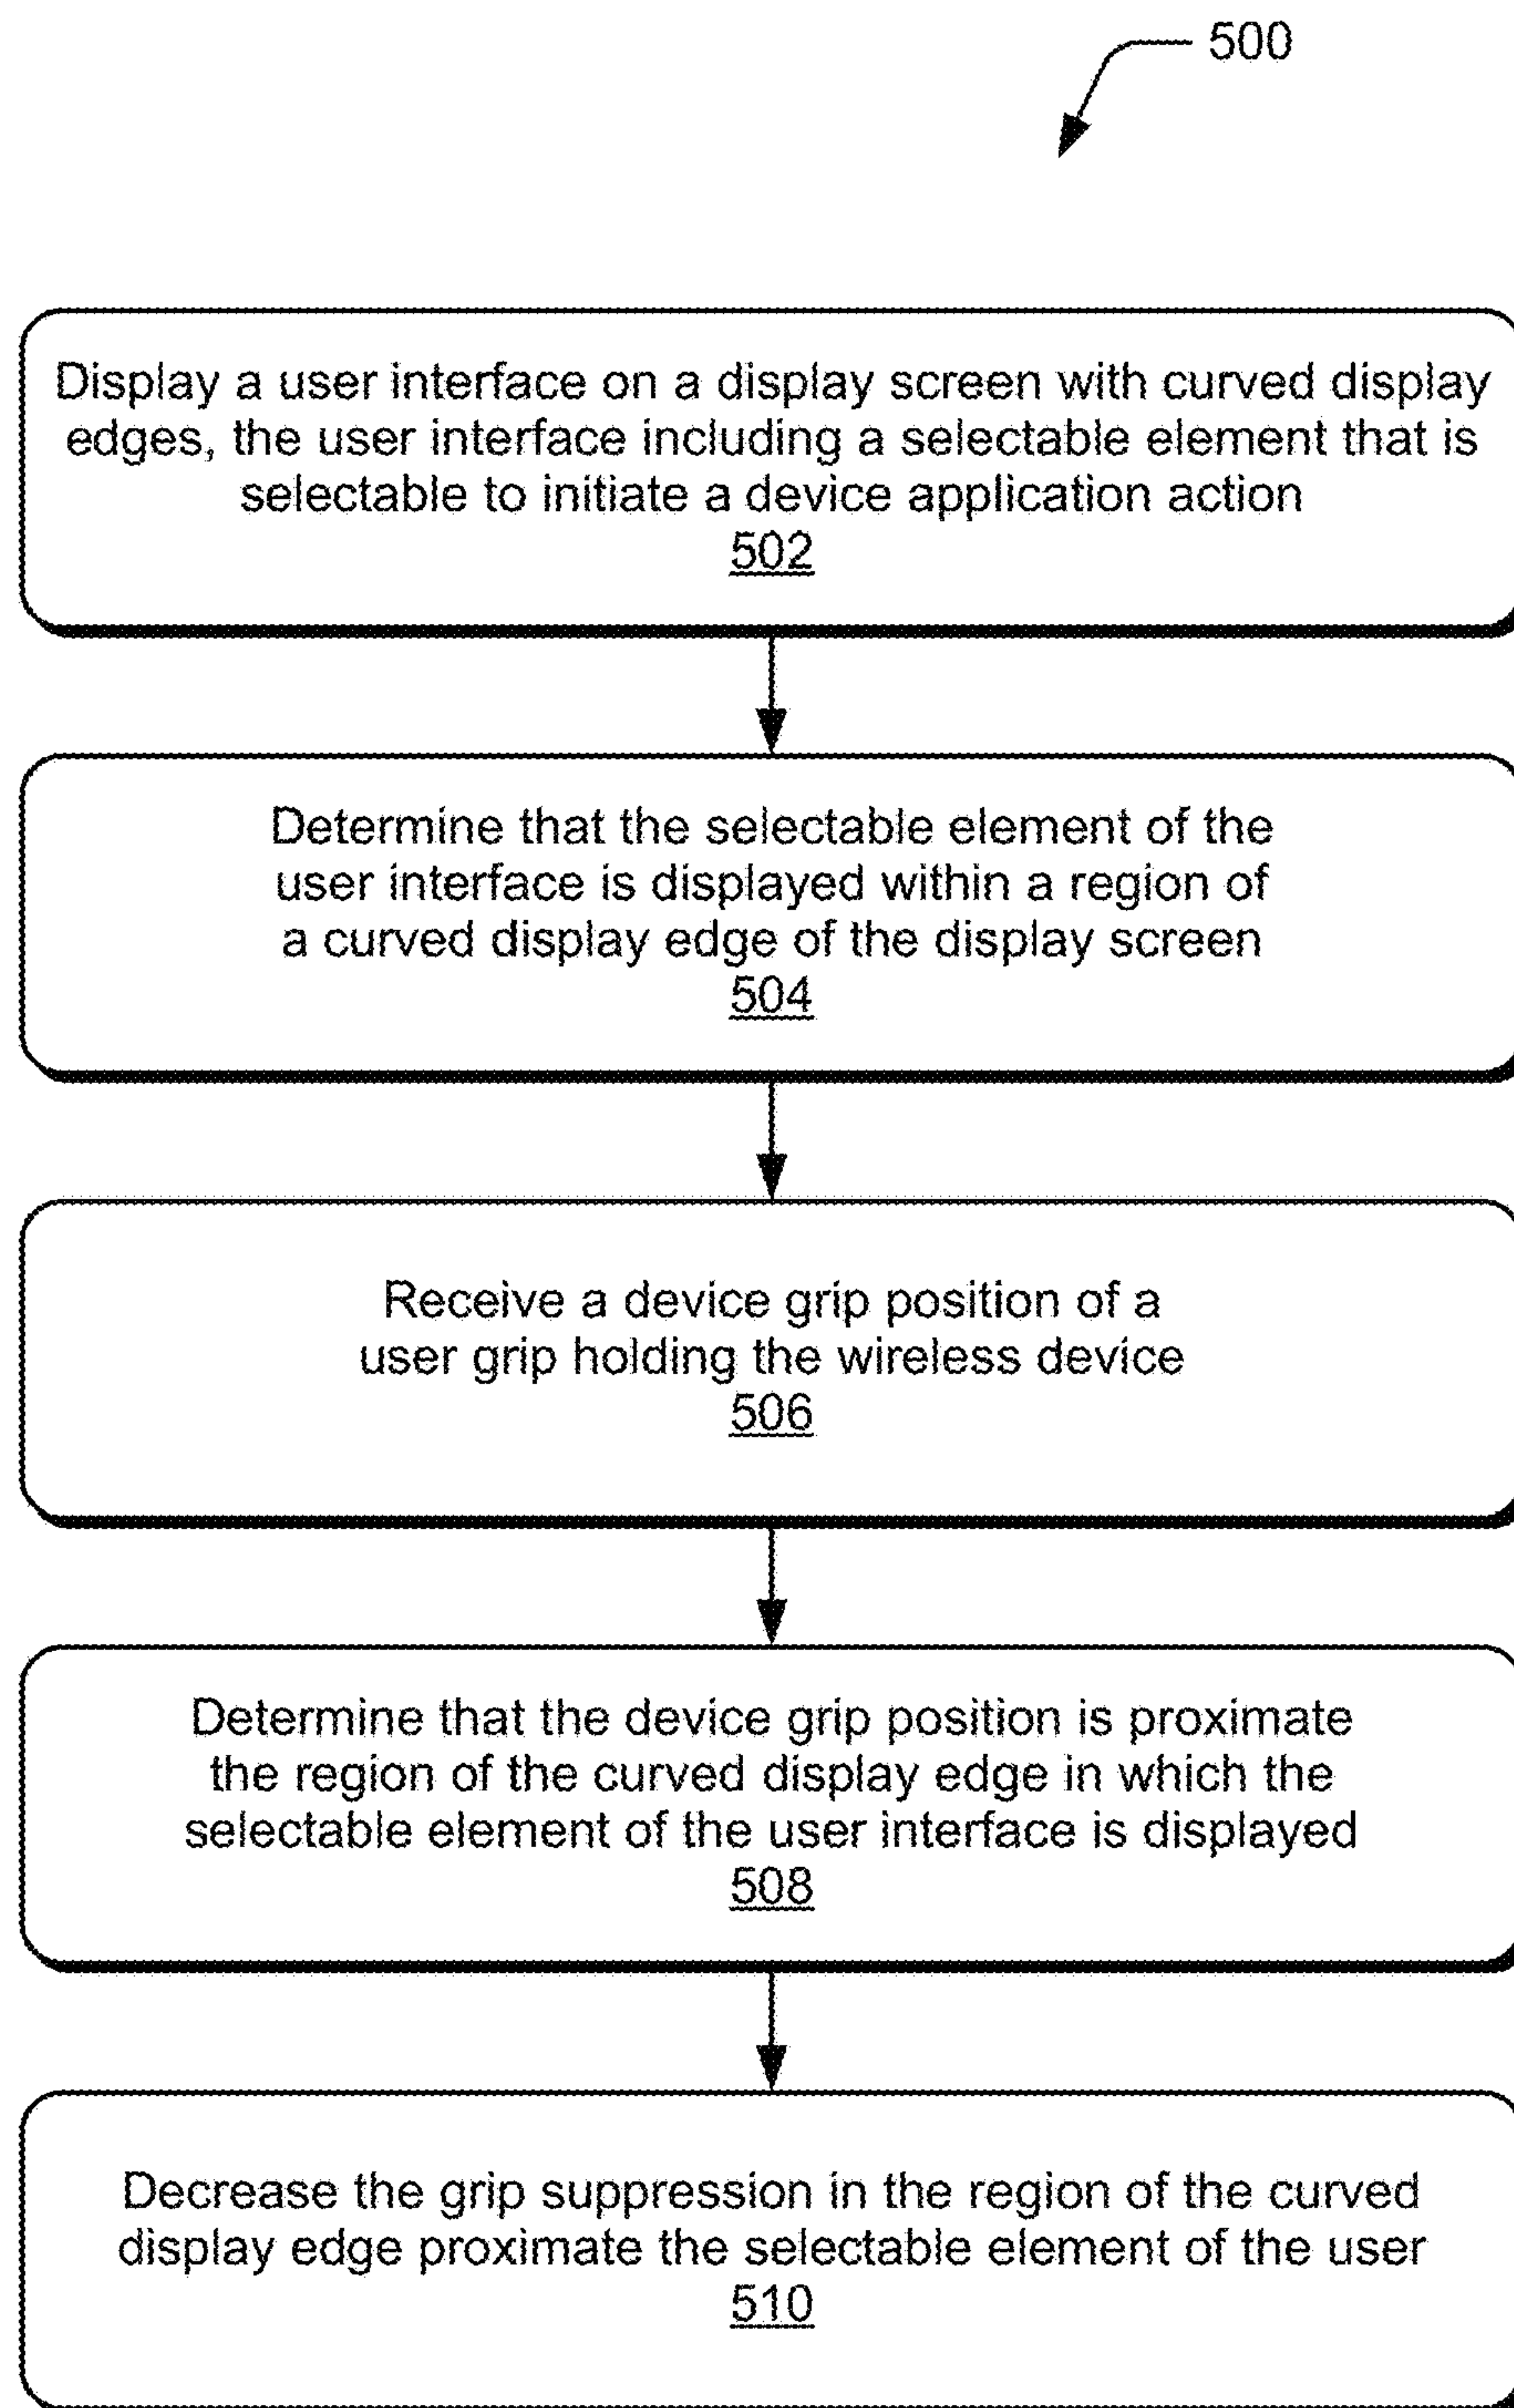 500
Display a user interface on a display screen with curved display
edges, the user interface including a selectable element that is
selectable to initiate a device application action
502
Determine that the selectable element of the
user interface is displayed within a region of
a curved display edge of the display screen
504
Receive a device grip position of a
user grip holding the wireless device
506
Determine that the device grip position is proximate
the region of the curved display edge in which the
selectable element of the user interface is displayed
508
Decrease the grip suppression in the region of the curved
display edge proximate the selectable element of the user
510